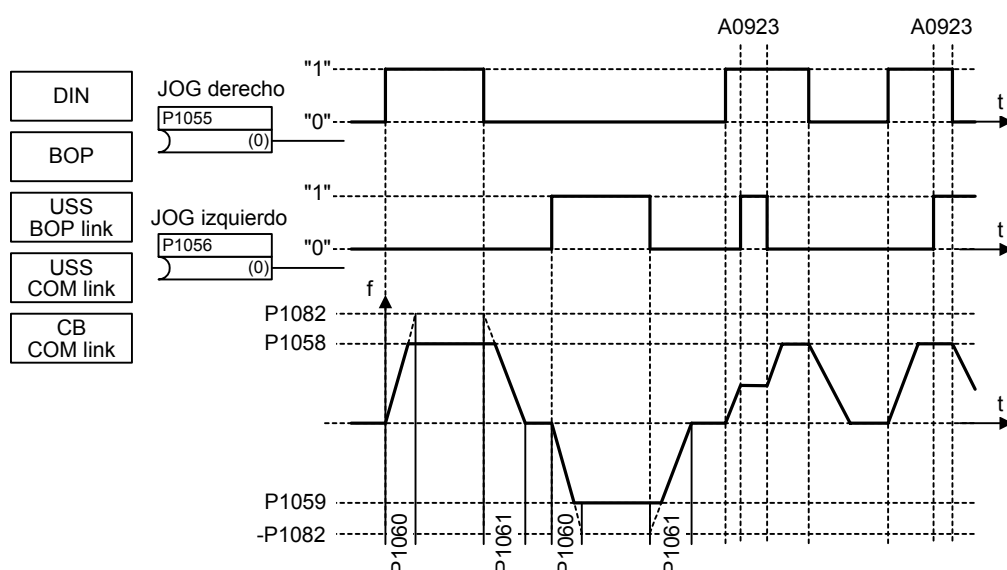 A0923
A0923
DIN
BOP
USS
BOP link
USS
COM link
CB
COM link
JOG derecho
P1055
(0)
"1"
"0"
t
JOG izquierdo
P1056
(0)
"1"
"0"
t
f
P1082
P1058
t
P1059
-P1082
P1060
P1061
P1060
P1061